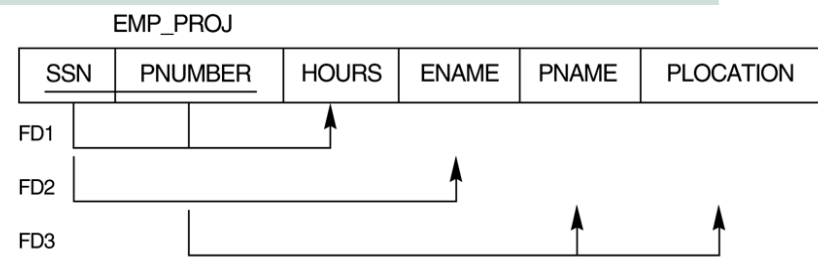 EMP_PROJ
SSN PNUMBER HOURS ENAME PNAME PLOCATION
FD1
FD2
FD3